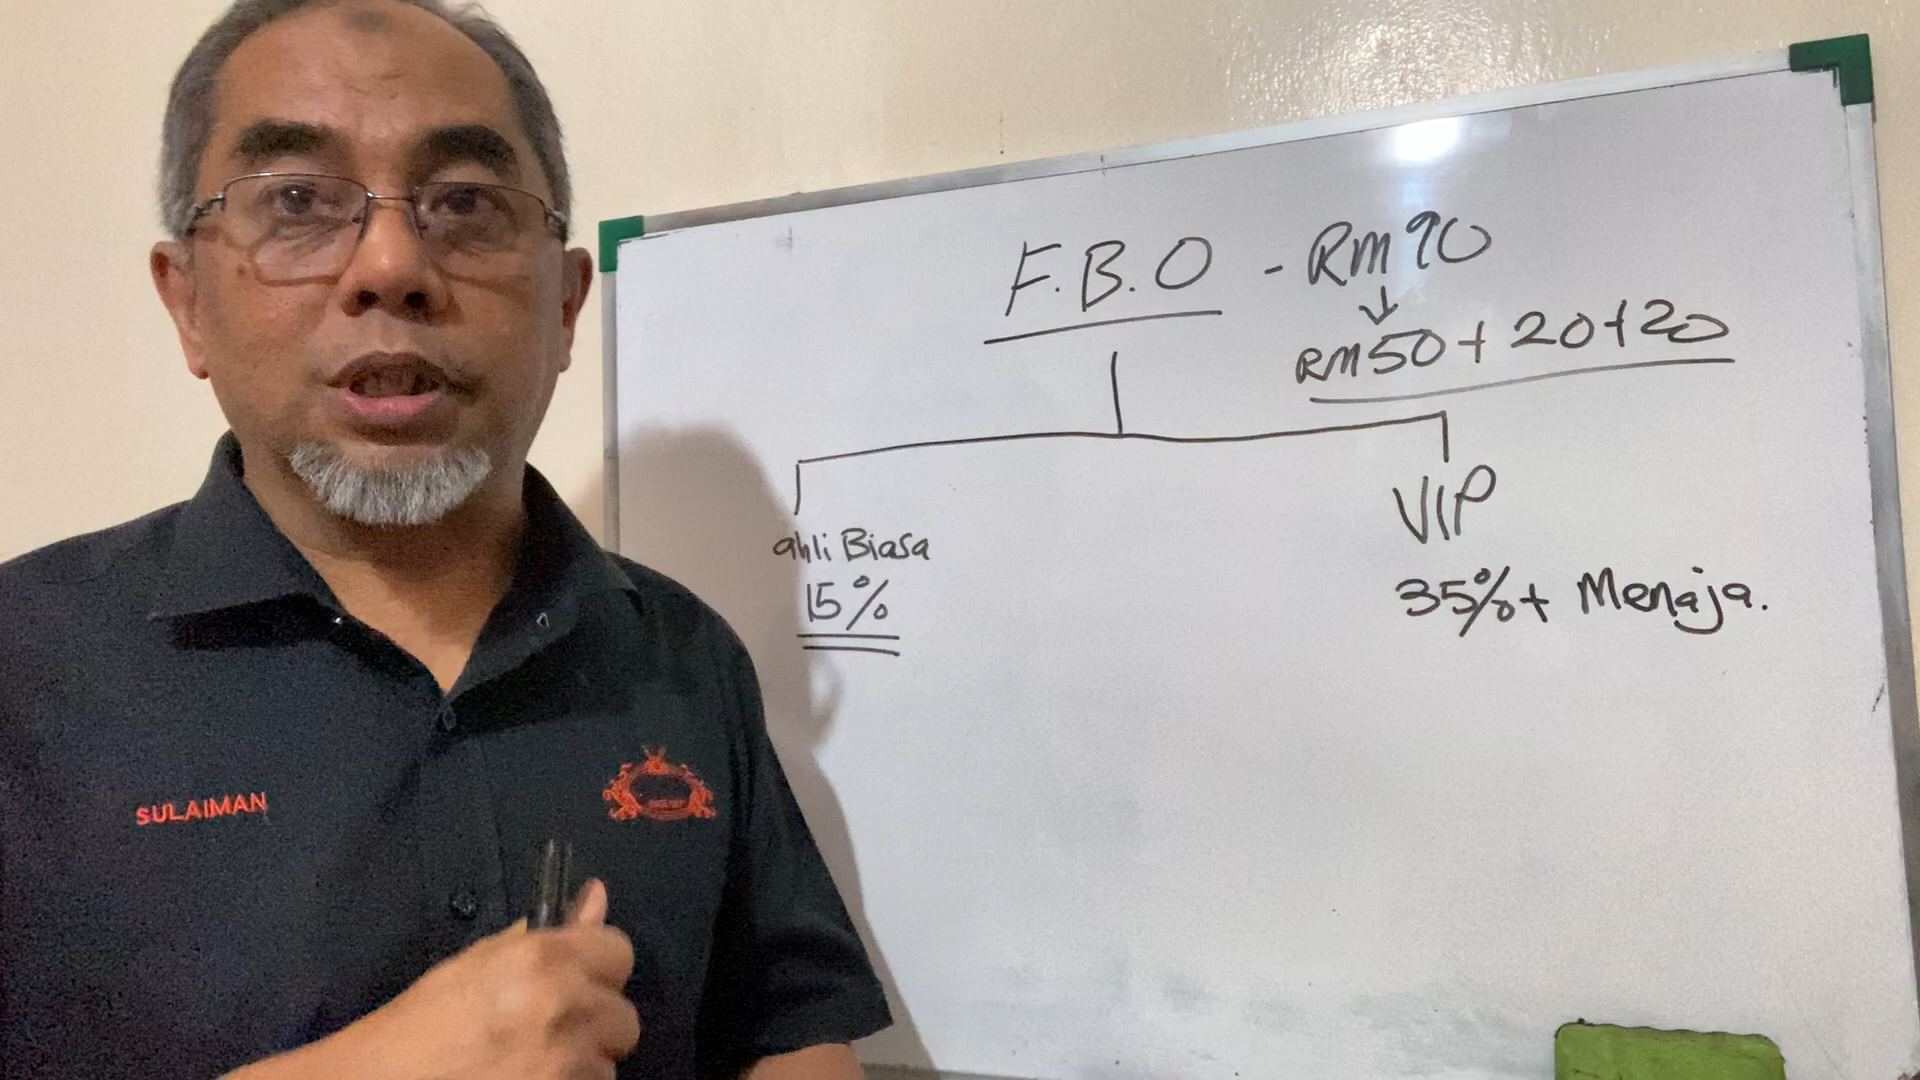 F.B.O - RM90
RM50 + 20 + 20
ahli Biasa
15%
VIP
35% + Menaja.
SULAIMAN